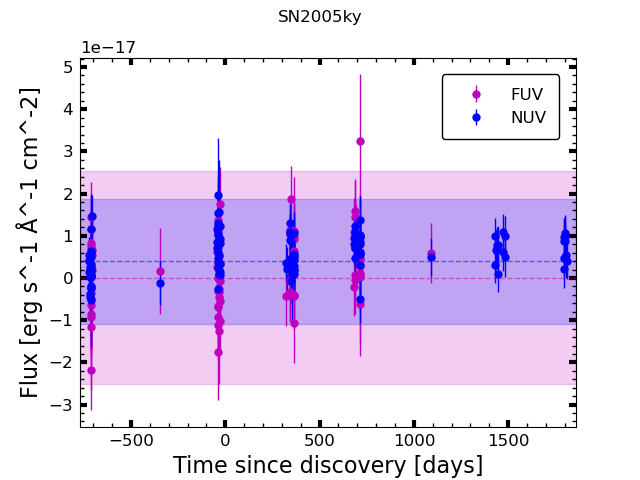 SN2005ky
1e−17
5
4
3
2
1
0
−1
−2
−3
Flux [erg s^-1 Å^-1 cm^-2]
FUV
NUV
−500 0 500 1000 1500
Time since discovery [days]